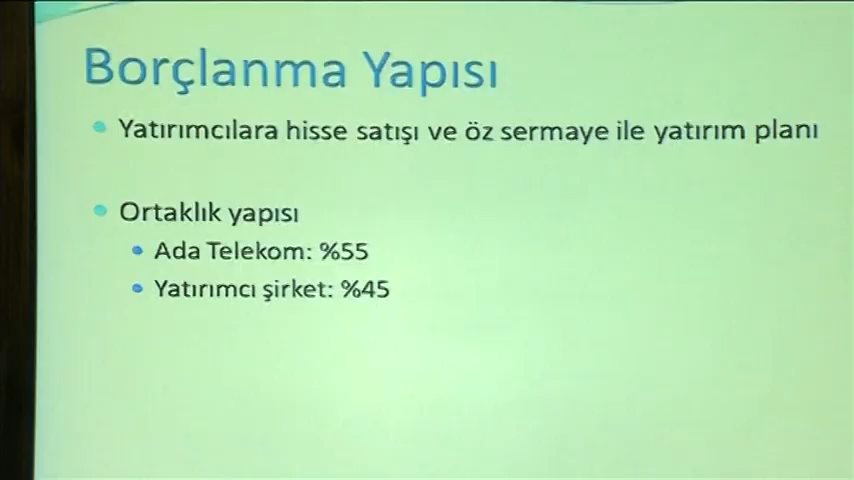 Borçlanma Yapısı
Yatırımcılara hisse satışı ve öz sermaye ile yatırım planı
Ortaklık yapısı
Ada Telekom: %55
Yatırımcı şirket: %45